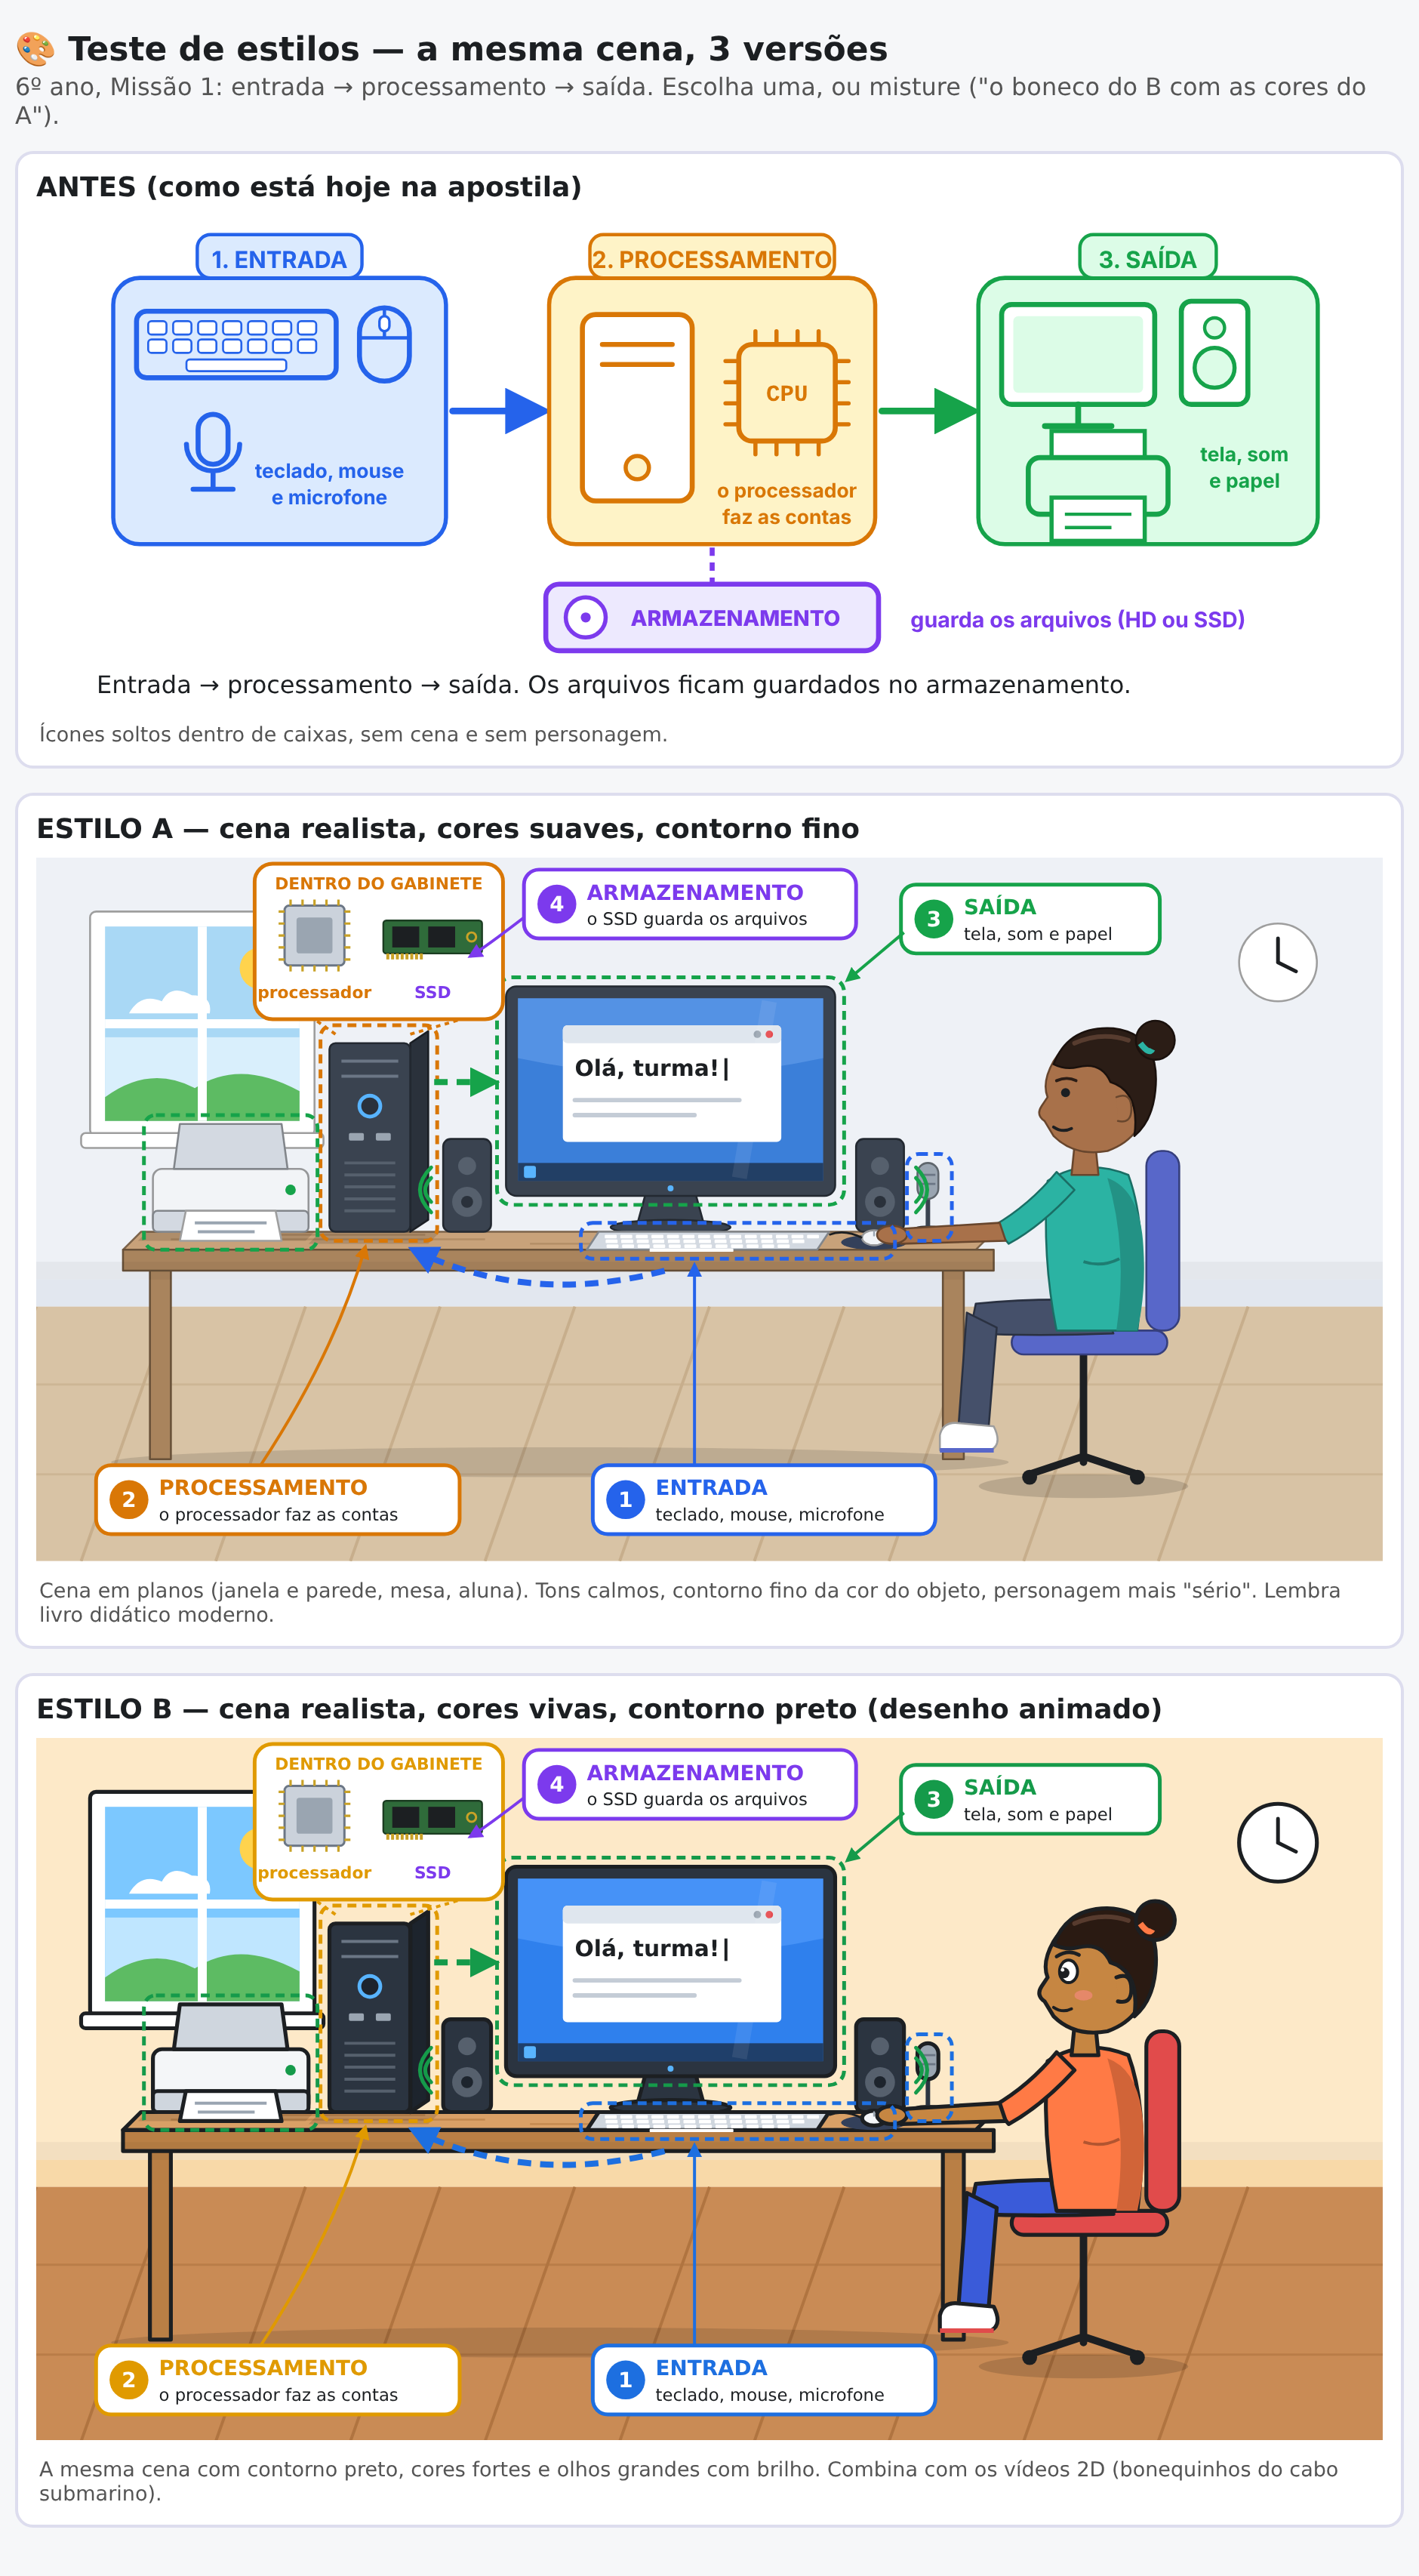 🎨 Teste de estilos — a mesma cena, 3 versões
6º ano, Missão 1: entrada → processamento → saída. Escolha uma, ou misture ("o boneco do B com as cores do
A").
ANTES (como está hoje na apostila)
1. ENTRADA
2. PROCESSAMENTO
3. SAÍDA
CPU
teclado, mouse
e microfone
o processador
faz as contas
tela, som
e papel
ARMAZENAMENTO
guarda os arquivos (HD ou SSD)
Entrada → processamento → saída. Os arquivos ficam guardados no armazenamento.
Ícones soltos dentro de caixas, sem cena e sem personagem.
ESTILO A — cena realista, cores suaves, contorno fino
DENTRO DO GABINETE
processador
SSD
4 ARMAZENAMENTO
o SSD guarda os arquivos
3 SAÍDA
tela, som e papel
Olá, turma!|
2 PROCESSAMENTO
o processador faz as contas
1 ENTRADA
teclado, mouse, microfone
Cena em planos (janela e parede, mesa, aluna). Tons calmos, contorno fino da cor do objeto, personagem mais "sério". Lembra
livro didático moderno.
ESTILO B — cena realista, cores vivas, contorno preto (desenho animado)
DENTRO DO GABINETE
processador
SSD
4 ARMAZENAMENTO
o SSD guarda os arquivos
3 SAÍDA
tela, som e papel
Olá, turma!|
2 PROCESSAMENTO
o processador faz as contas
1 ENTRADA
teclado, mouse, microfone
A mesma cena com contorno preto, cores fortes e olhos grandes com brilho. Combina com os vídeos 2D (bonequinhos do cabo
submarino).